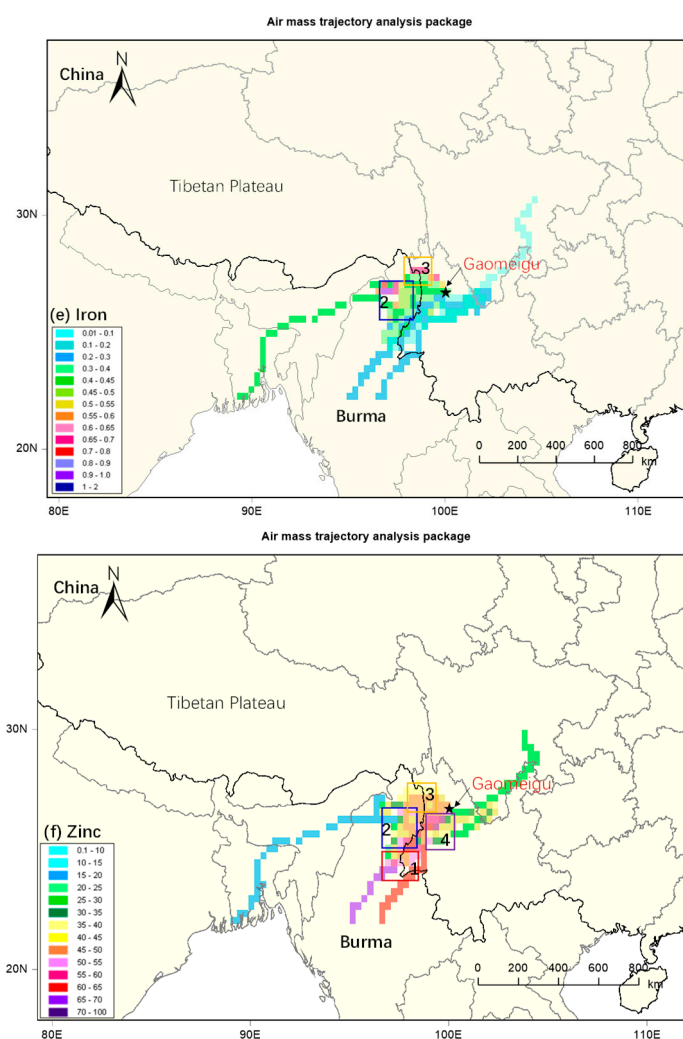 Air mass trajectory analysis package
China
N
Tibetan Plateau
30N
3
Gaomeigu
2
(e) Iron
0.01 - 0.1
0.1 - 0.2
0.2 - 0.3
0.3 - 0.4
0.4 - 0.45
0.45 - 0.5
0.5 - 0.55
0.55 - 0.6
0.6 - 0.65
0.65 - 0.7
0.7 - 0.8
0.8 - 0.9
0.9 - 1.0
1 - 2
Burma
20N
0 200 400 600 800
km
80E 90E 100E 110E
Air mass trajectory analysis package
China
N
Tibetan Plateau
30N
3
Gaomeigu
2
4
(f) Zinc
0.1 - 10
10 - 15
15 - 20
20 - 25
25 - 30
30 - 35
35 - 40
40 - 45
45 - 50
50 - 55
55 - 60
60 - 65
65 - 70
70 - 100
1
Burma
20N
0 200 400 600 800
km
80E 90E 100E 110E